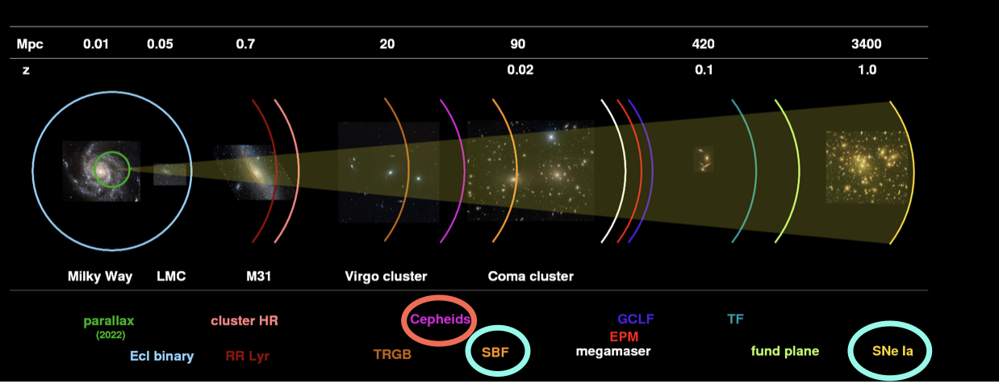 Mpc 0.01 0.05 0.7 20 90 420 3400
z 0.02 0.1 1.0
Milky Way LMC M31 Virgo cluster Coma cluster
parallax cluster HR Cepheids GCLF TF
(2022) EPM
Ecl binary RR Lyr TRGB SBF megamaser fund plane SNe Ia